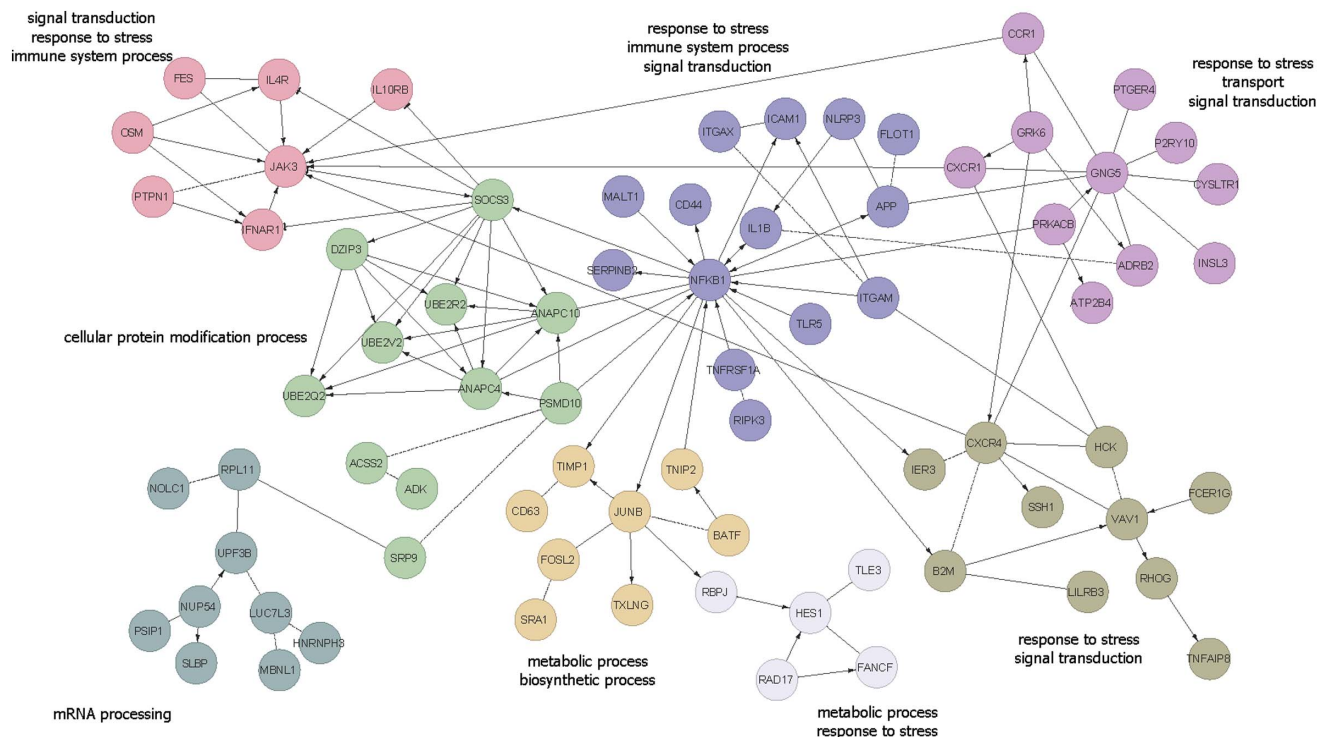 signal transduction
response to stress
immune system process
response to stress
immune system process
signal transduction
response to stress
transport
signal transduction
CCR1
FES
IL4R
IL10RB
PTGER4
OSM
ITGAX
ICAM1
NLRP3
FLOT1
GRK6
P2RY10
JAK3
CXCR1
GNG5
CYSLTR1
PTPN1
SOCS3
MALT1
CD44
APP
IFNAR1
IL1B
PRKACB
DZIP3
SERPINB2
NFKB1
ADRB2
INSL3
UBE2R2
ANAPC10
ITGAM
ATP2B4
cellular protein modification process
UBE2V2
TLR5
UBE2Q2
ANAPC4
PSMD10
TNFRSF1A
RIPK3
ACSS2
ADK
TIMP1
TNIP2
IER3
CXCR4
HCK
RPL11
NOLC1
CD63
JUNB
BATF
SSH1
VAV1
FCER1G
UPF3B
SRP9
FOSL2
B2M
TLE3
RHOG
NUP54
LUC7L3
SRA1
TXLNG
RBPJ
HES1
LILRB3
PSIP1
HNRNPH3
SLBP
MBNL1
RAD17
FANCF
TNFAIP8
response to stress
signal transduction
metabolic process
biosynthetic process
mRNA processing
metabolic process
response to stress